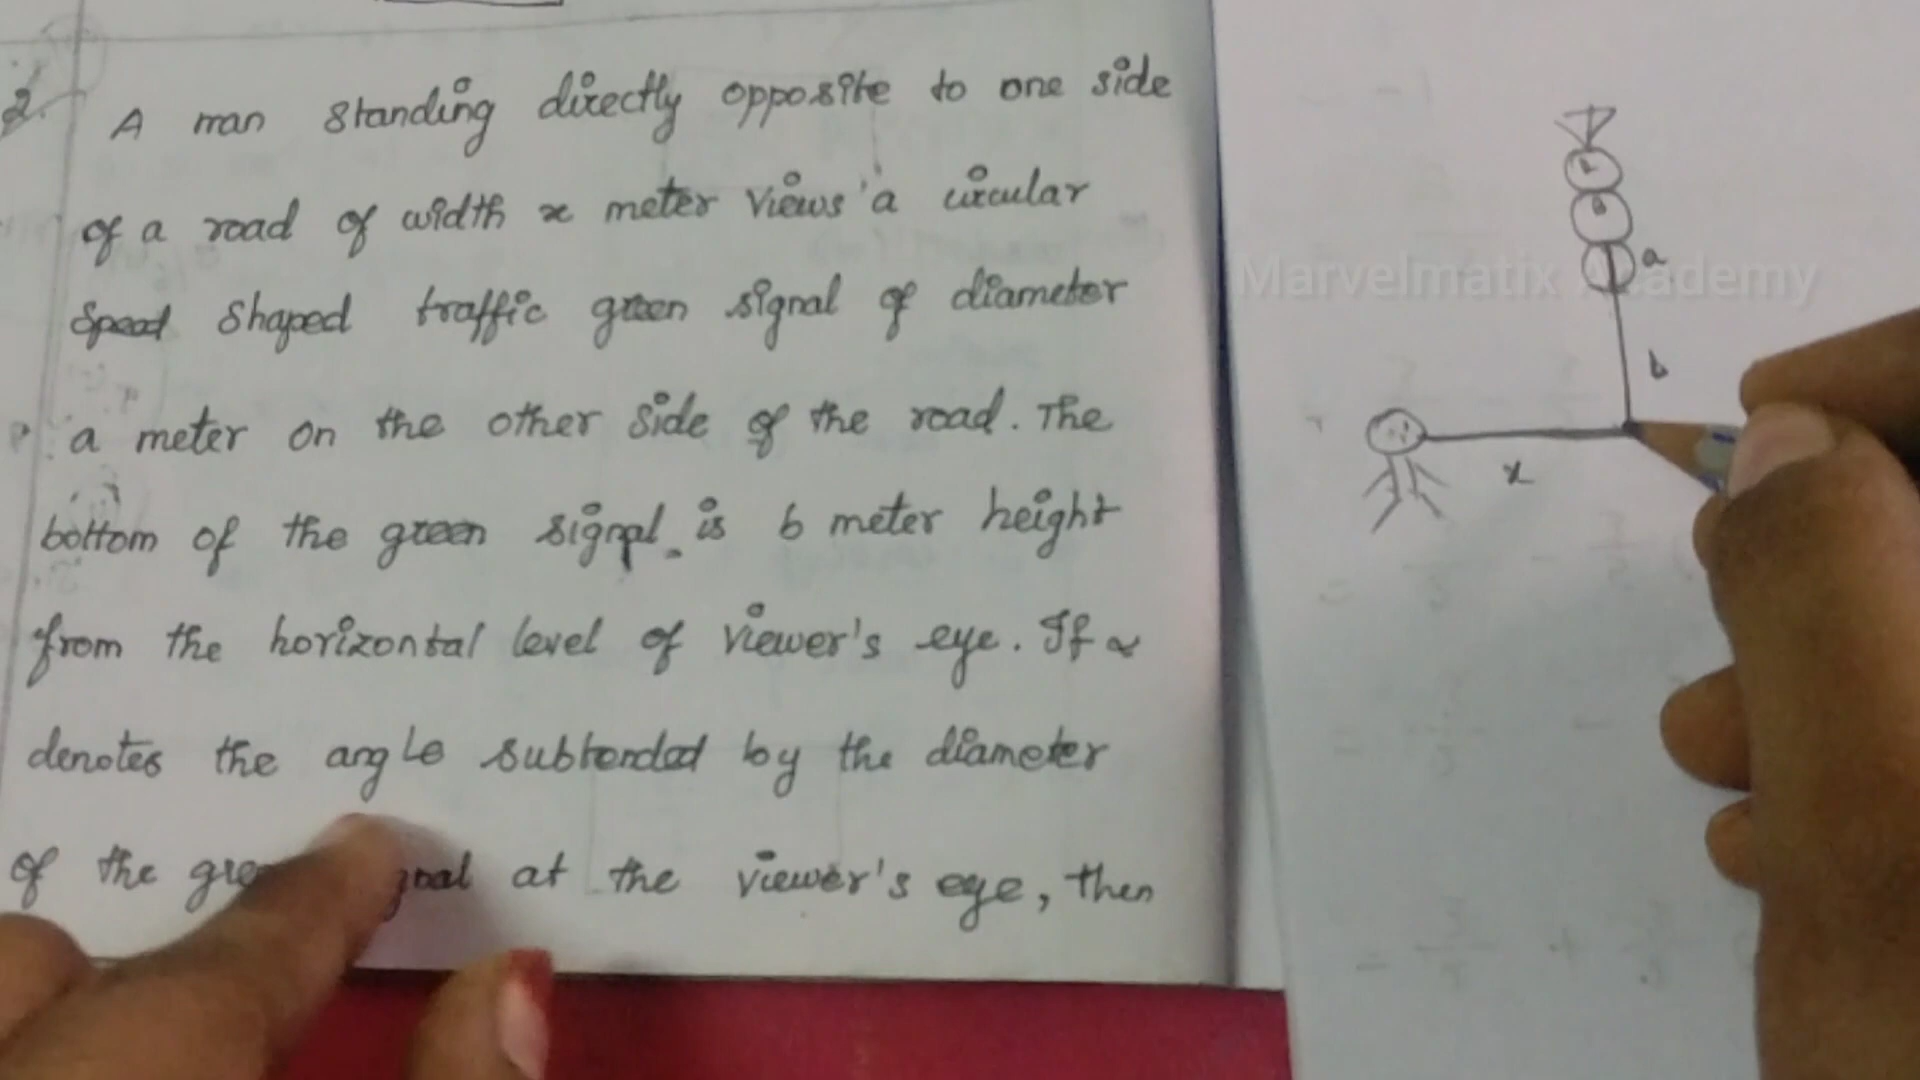 2. A man standing directly opposite to one side
of a road of width x meter views a circular
shaped traffic green signal of diameter
a meter on the other side of the road. The
bottom of the green signal is b meter height
from the horizontal level of viewer's eye. If α
denotes the angle subtended by the diameter
of the at the viewer's eye, then
a
Marvelmatix Academy
b
x